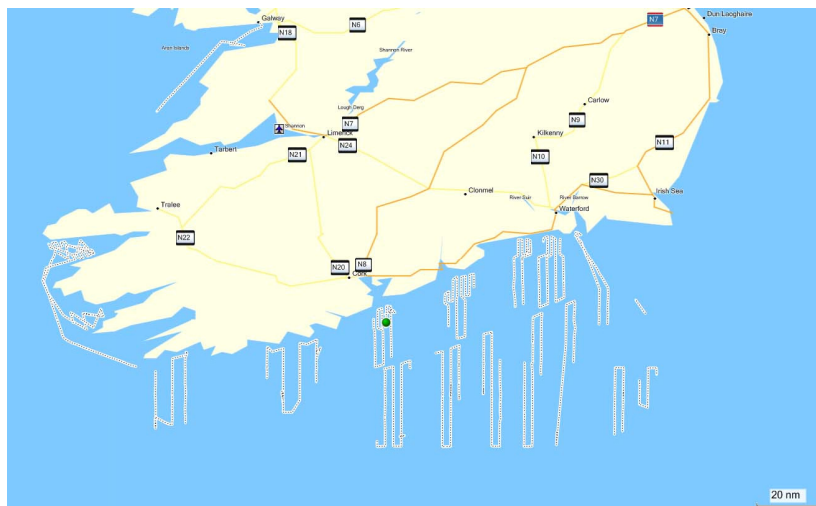 Dun Laoghaire
Galway
N6
N7
N18
Bray
Aran Islands
Shannon River
Lough Derg
Carlow
N9
Shannon
N7
Limerick
Kilkenny
N24
N11
Tarbert
N21
N10
N30
Clonmel
Irish Sea
River Suir
River Barrow
Tralee
Waterford
N22
N20
N8
Cork
20 nm